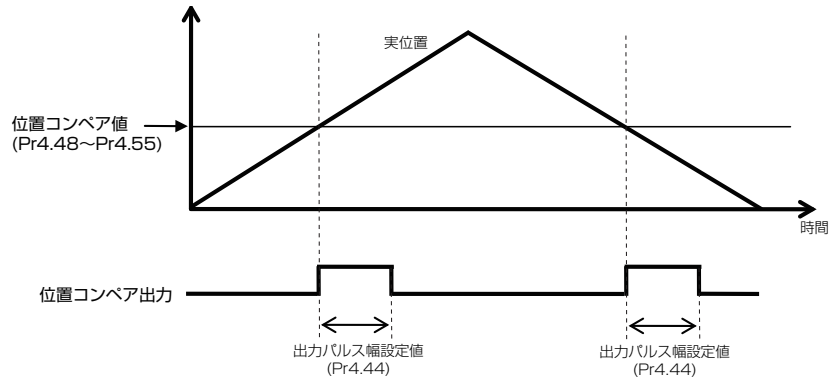 実位置
位置コンペア値
(Pr4.48～Pr4.55)
時間
位置コンペア出力
出力パルス幅設定値
(Pr4.44)
出力パルス幅設定値
(Pr4.44)